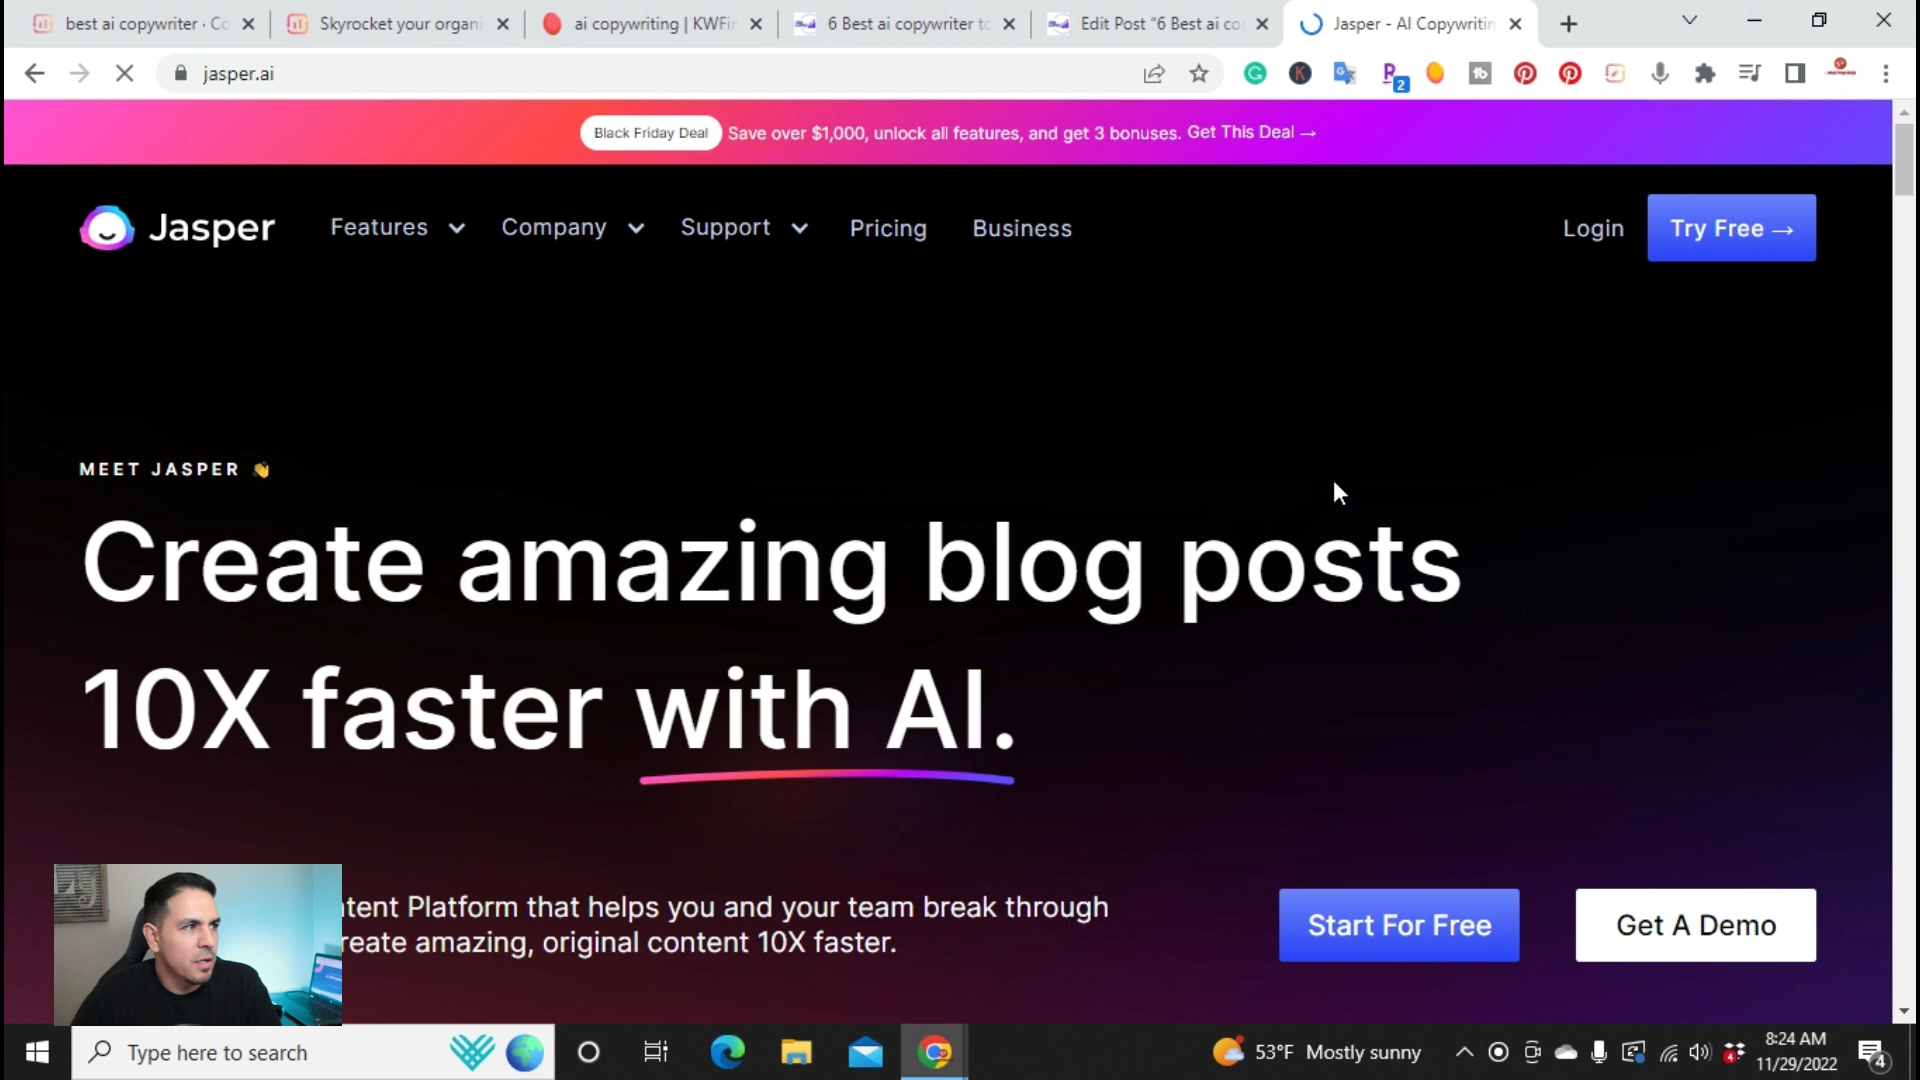 best ai copywriter · Co
Skyrocket your organi
ai copywriting | KWFin
6 Best ai copywriter to
Edit Post "6 Best ai co
Jasper - AI Copywritin
jasper.ai
2
Black Friday Deal Save over $1,000, unlock all features, and get 3 bonuses. Get This Deal →
Jasper Features Company Support Pricing Business Login Try Free →
MEET JASPER 👋
Create amazing blog posts
10X faster with AI.
tent Platform that helps you and your team break through
reate amazing, original content 10X faster.
Start For Free
Get A Demo
Type here to search
53°F Mostly sunny
4
8:24 AM
11/29/2022
4